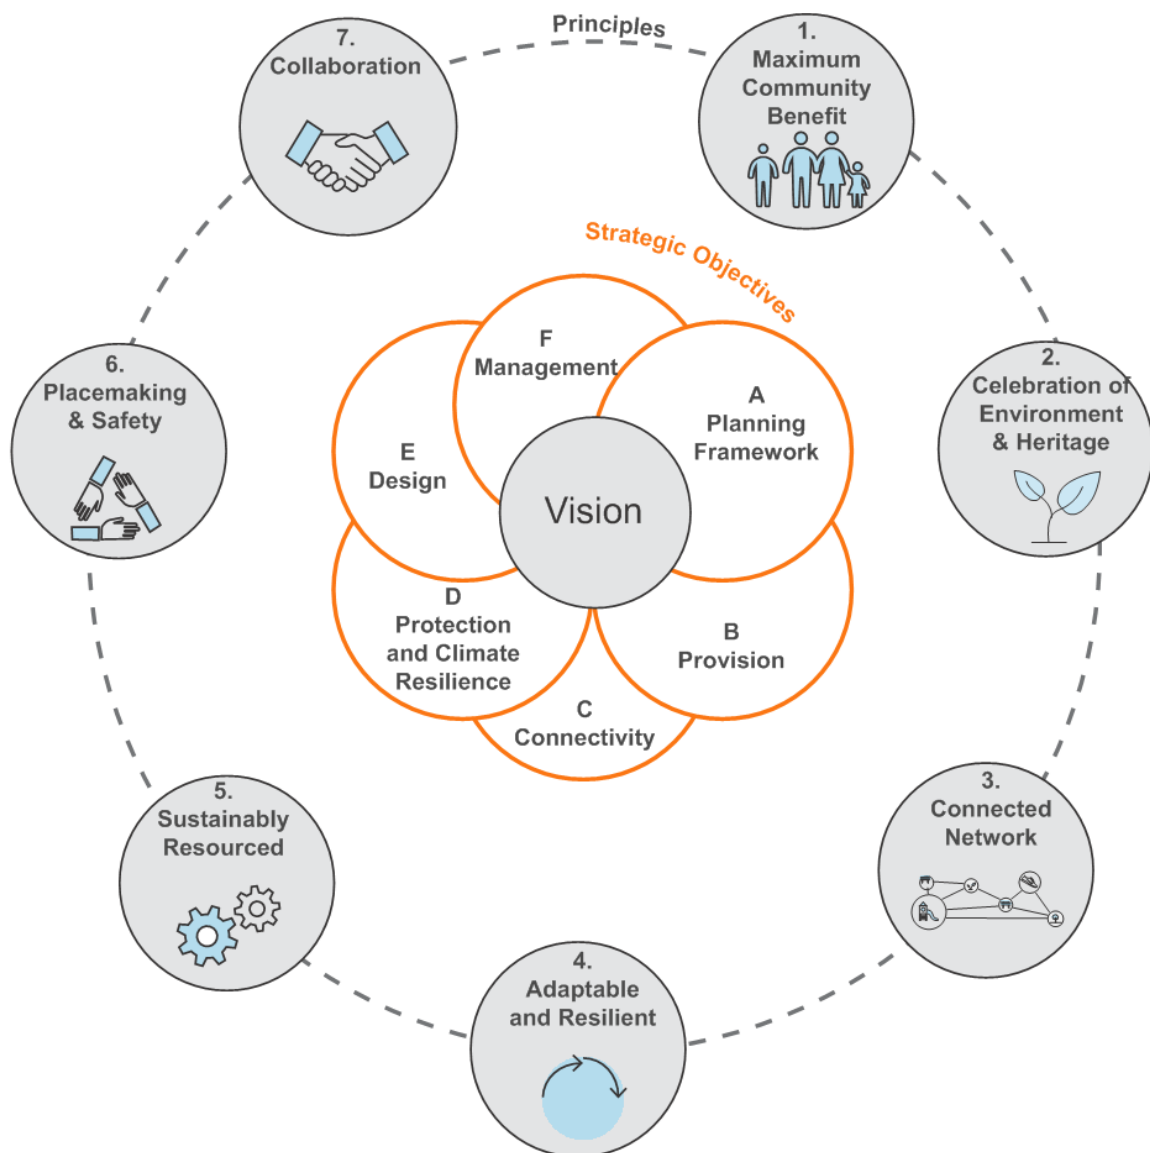 Principles
1.
Maximum
Community
Benefit
2.
Celebration of
Environment
& Heritage
3.
Connected
Network
4.
Adaptable
and Resilient
5.
Sustainably
Resourced
6.
Placemaking
& Safety
7.
Collaboration
Strategic Objectives
A
Planning
Framework
B
Provision
C
Connectivity
D
Protection
and Climate
Resilience
E
Design
F
Management
Vision